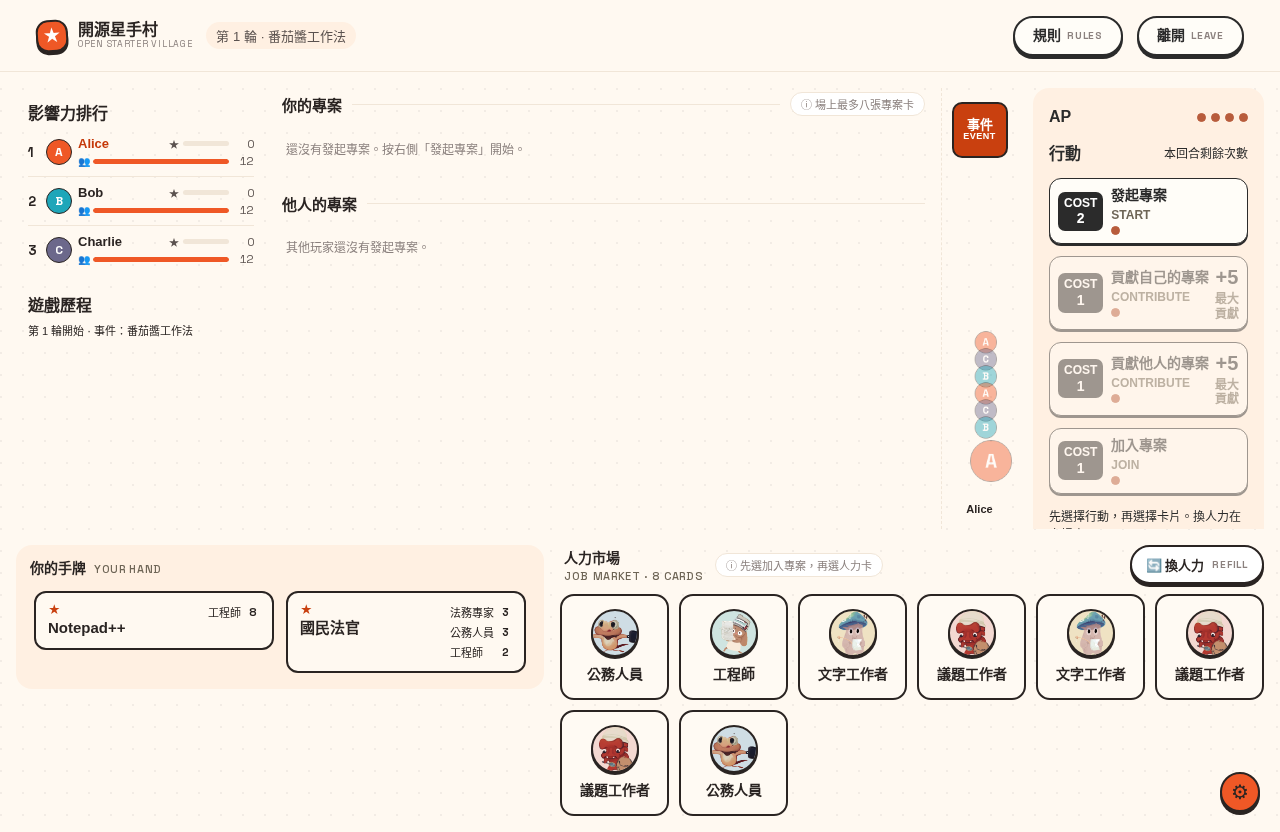 開源星手村
OPEN STARTER VILLAGE
第 1 輪 · 番茄醬工作法
規則 RULES
離開 LEAVE
影響力排行
1 A Alice ★ 0
👥 12
2 B Bob ★ 0
👥 12
3 C Charlie ★ 0
👥 12
遊戲歷程
第 1 輪開始 · 事件：番茄醬工作法
你的專案
ⓘ 場上最多八張專案卡
還沒有發起專案。按右側「發起專案」開始。
他人的專案
其他玩家還沒有發起專案。
事件
EVENT
A
C
B
A
C
B
A
Alice
AP
行動 本回合剩餘次數
COST
2
發起專案
START
COST
1
貢獻自己的專案
CONTRIBUTE
+5
最大
貢獻
COST
1
貢獻他人的專案
CONTRIBUTE
+5
最大
貢獻
COST
1
加入專案
JOIN
先選擇行動，再選擇卡片。換人力在
你的手牌 YOUR HAND
★
Notepad++
工程師 8
★
國民法官
法務專家 3
公務人員 3
工程師 2
人力市場
JOB MARKET · 8 CARDS
ⓘ 先選加入專案，再選人力卡
🔄 換人力 REFILL
公務人員
工程師
文字工作者
議題工作者
文字工作者
議題工作者
議題工作者
公務人員